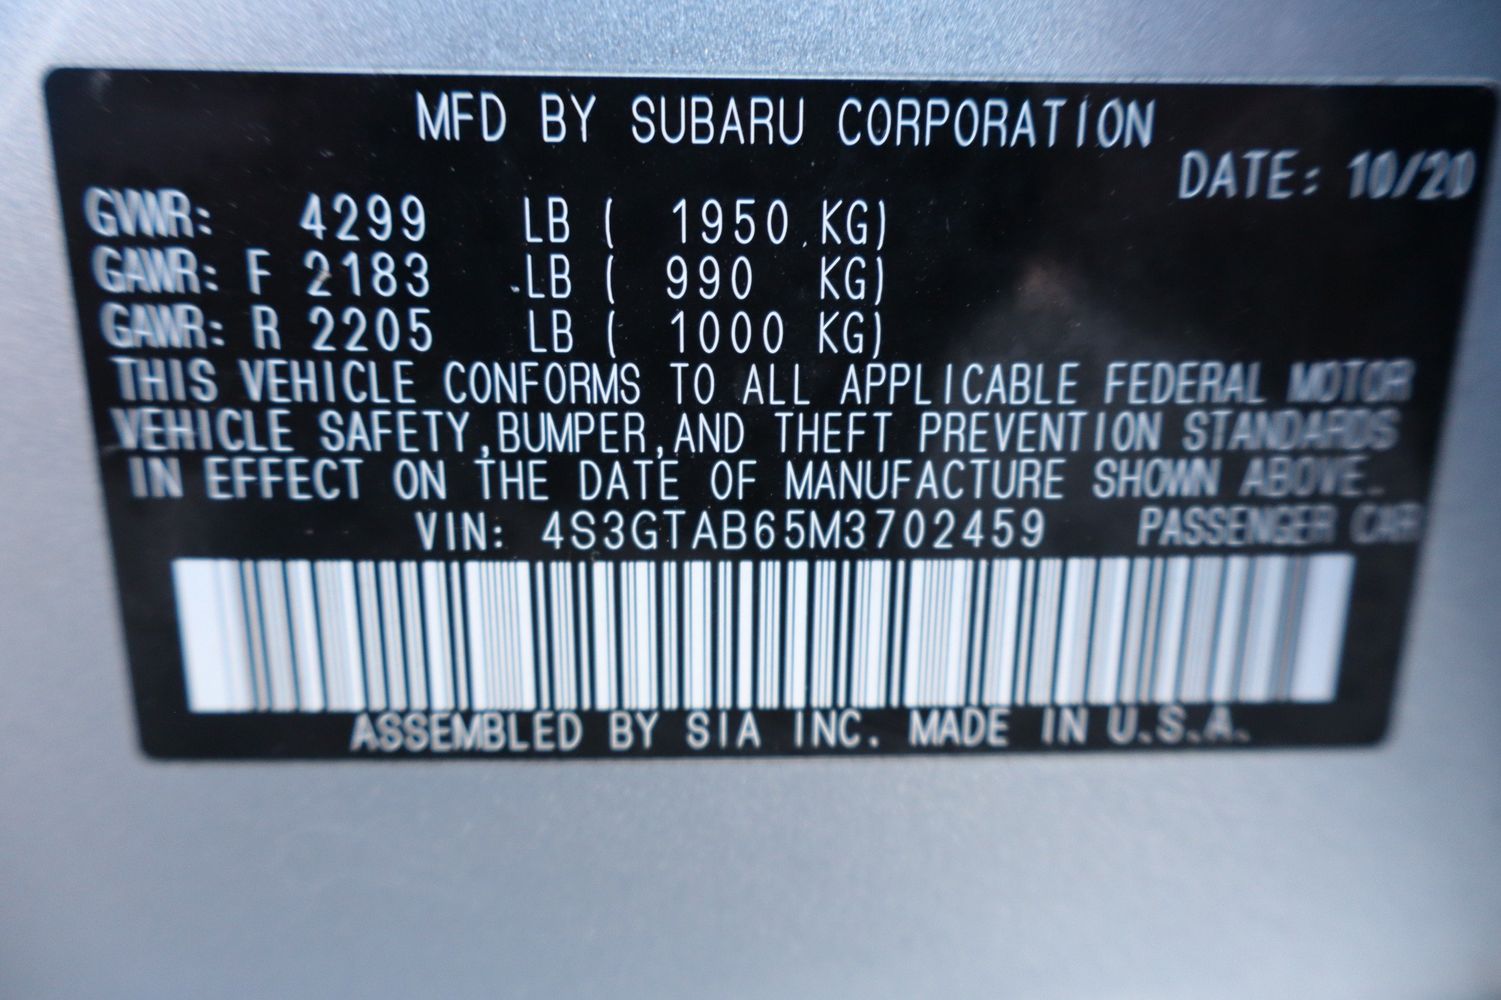 MFD BY SUBARU CORPORATION
DATE: 10/20
GVWR: 4299 LB ( 1950 KG)
GAWR: F 2183 LB ( 990 KG)
GAWR: R 2205 LB ( 1000 KG)
THIS VEHICLE CONFORMS TO ALL APPLICABLE FEDERAL MOTOR
VEHICLE SAFETY,BUMPER,AND THEFT PREVENTION STANDARDS
IN EFFECT ON THE DATE OF MANUFACTURE SHOWN ABOVE.
VIN: 4S3GTAB65M3702459 PASSENGER CAR
ASSEMBLED BY SIA INC. MADE IN U.S.A.